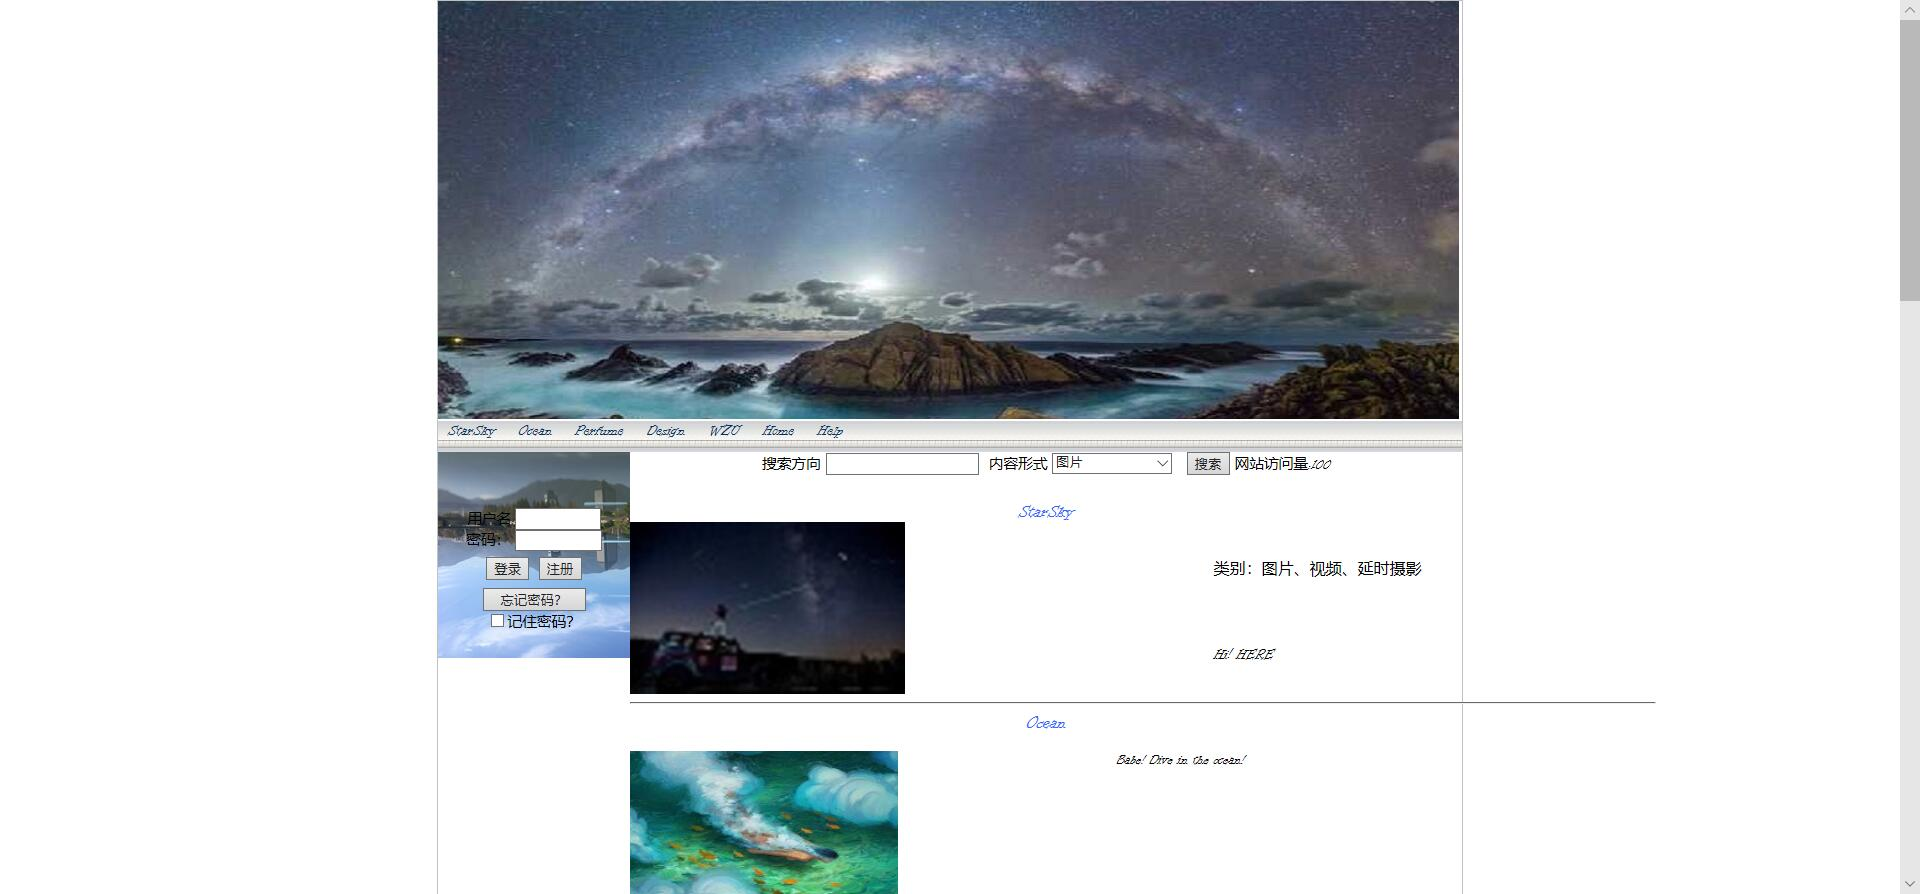 StarSky Ocean Perfume Design WZU Home Help
搜索方向 内容形式 图片 搜索 网站访问量:100
用户名
密码：
登录 注册
忘记密码?
记住密码?
StarSky
类别：图片、视频、延时摄影
Hi! HERE
Ocean
Babe! Dive in the ocean!